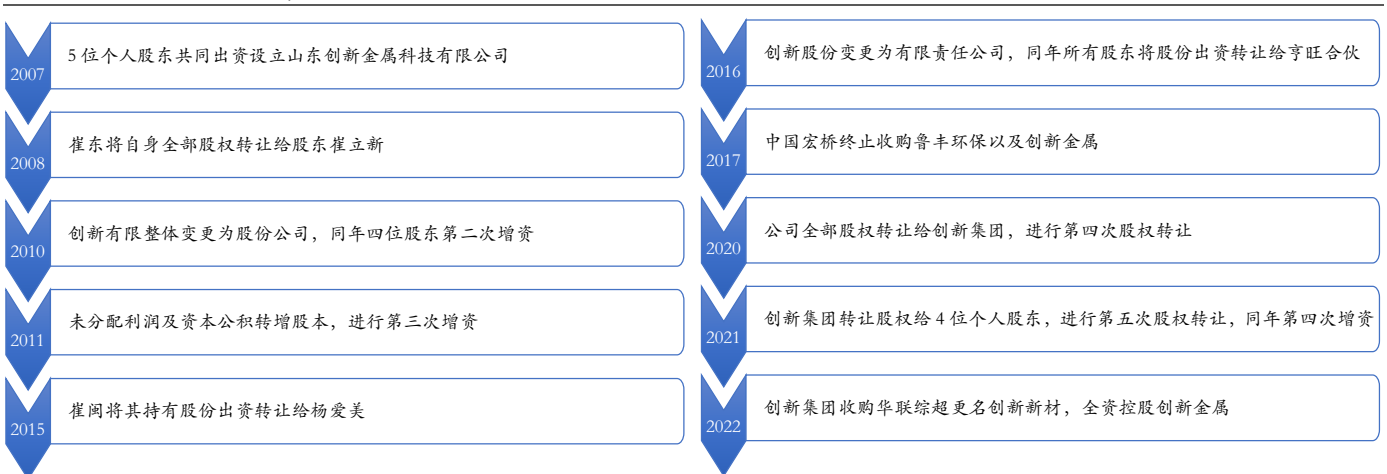 2007
5位个人股东共同出资设立山东创新金属科技有限公司
2008
崔东将自身全部股权转让给股东崔立新
2010
创新有限整体变更为股份公司，同年四位股东第二次增资
2011
未分配利润及资本公积转增股本，进行第三次增资
2015
崔闽将其持有股份出资转让给杨爱美
2016
创新股份变更为有限责任公司，同年所有股东将股份出资转让给亨旺合伙
2017
中国宏桥终止收购鲁丰环保以及创新金属
2020
公司全部股权转让给创新集团，进行第四次股权转让
2021
创新集团转让股权给4位个人股东，进行第五次股权转让，同年第四次增资
2022
创新集团收购华联综超更名创新新材，全资控股创新金属